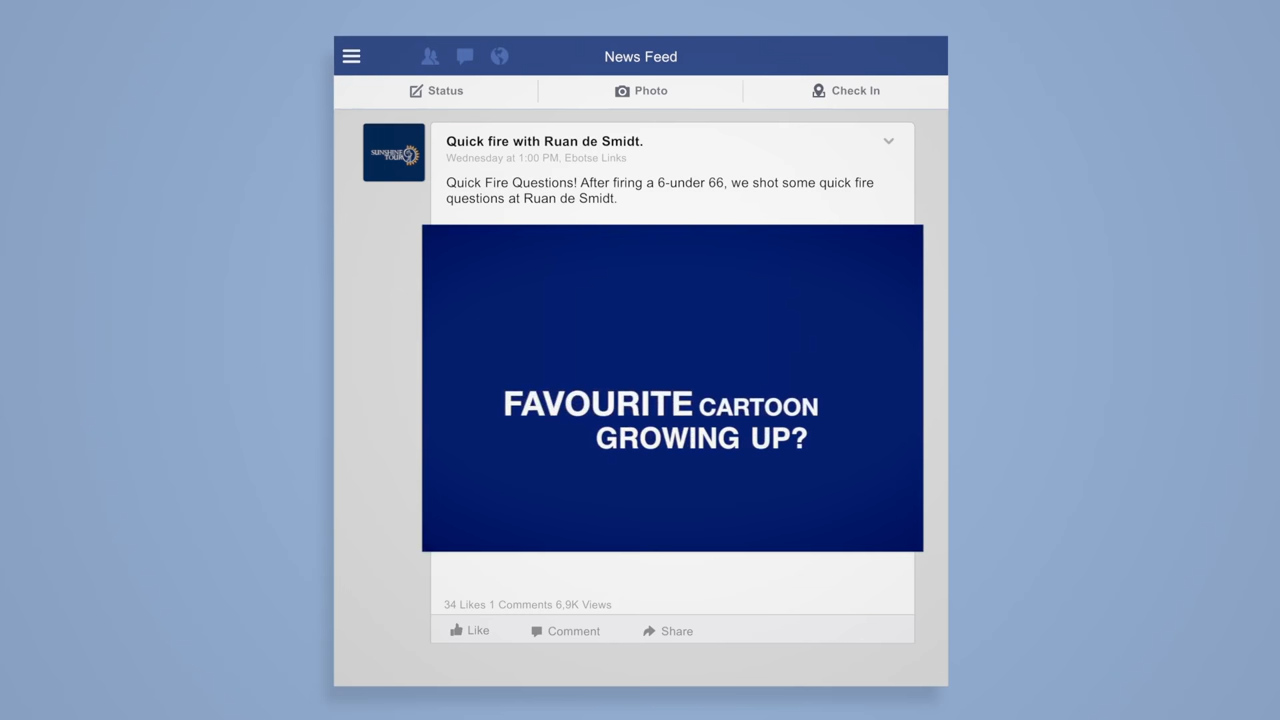 News Feed
Status
Photo
Check In
SUNSHINE
TOUR
Quick fire with Ruan de Smidt.
Wednesday at 1:00 PM, Ebotse Links
Quick Fire Questions! After firing a 6-under 66, we shot some quick fire
questions at Ruan de Smidt.
FAVOURITE CARTOON
GROWING UP?
34 Likes 1 Comments 6,9K Views
Like
Comment
Share